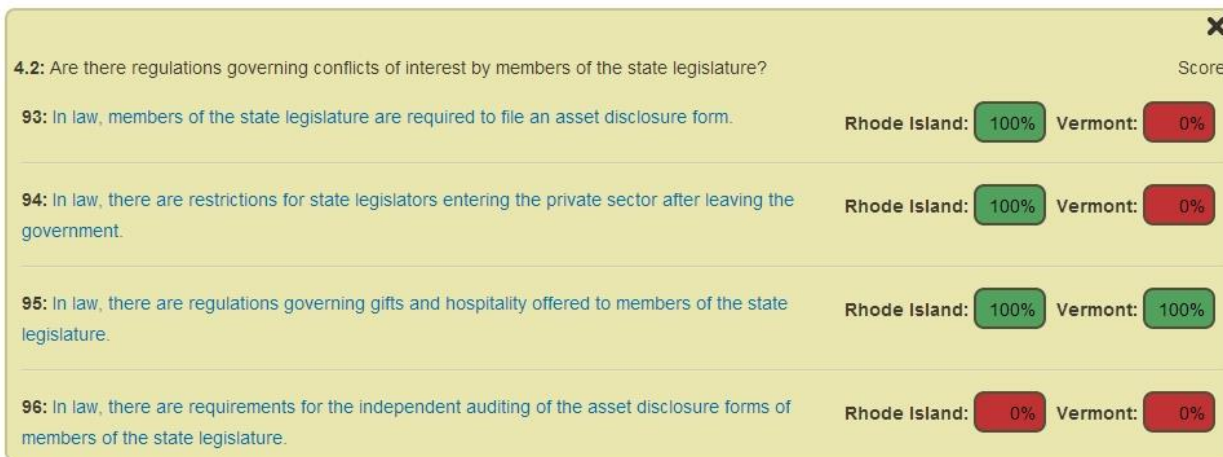 4.2: Are there regulations governing conflicts of interest by members of the state legislature? Score
93: In law, members of the state legislature are required to file an asset disclosure form. Rhode Island: 100% Vermont: 0%
94: In law, there are restrictions for state legislators entering the private sector after leaving the
government. Rhode Island: 100% Vermont: 0%
95: In law, there are regulations governing gifts and hospitality offered to members of the state
legislature. Rhode Island: 100% Vermont: 100%
96: In law, there are requirements for the independent auditing of the asset disclosure forms of
members of the state legislature. Rhode Island: 0% Vermont: 0%